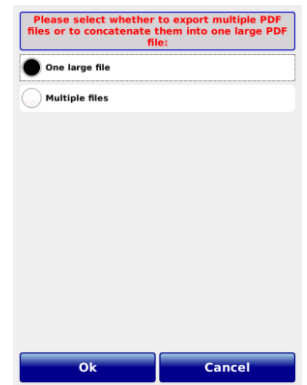 Please select whether to export multiple PDF
files or to concatenate them into one large PDF
file:
One large file
Multiple files
Ok
Cancel